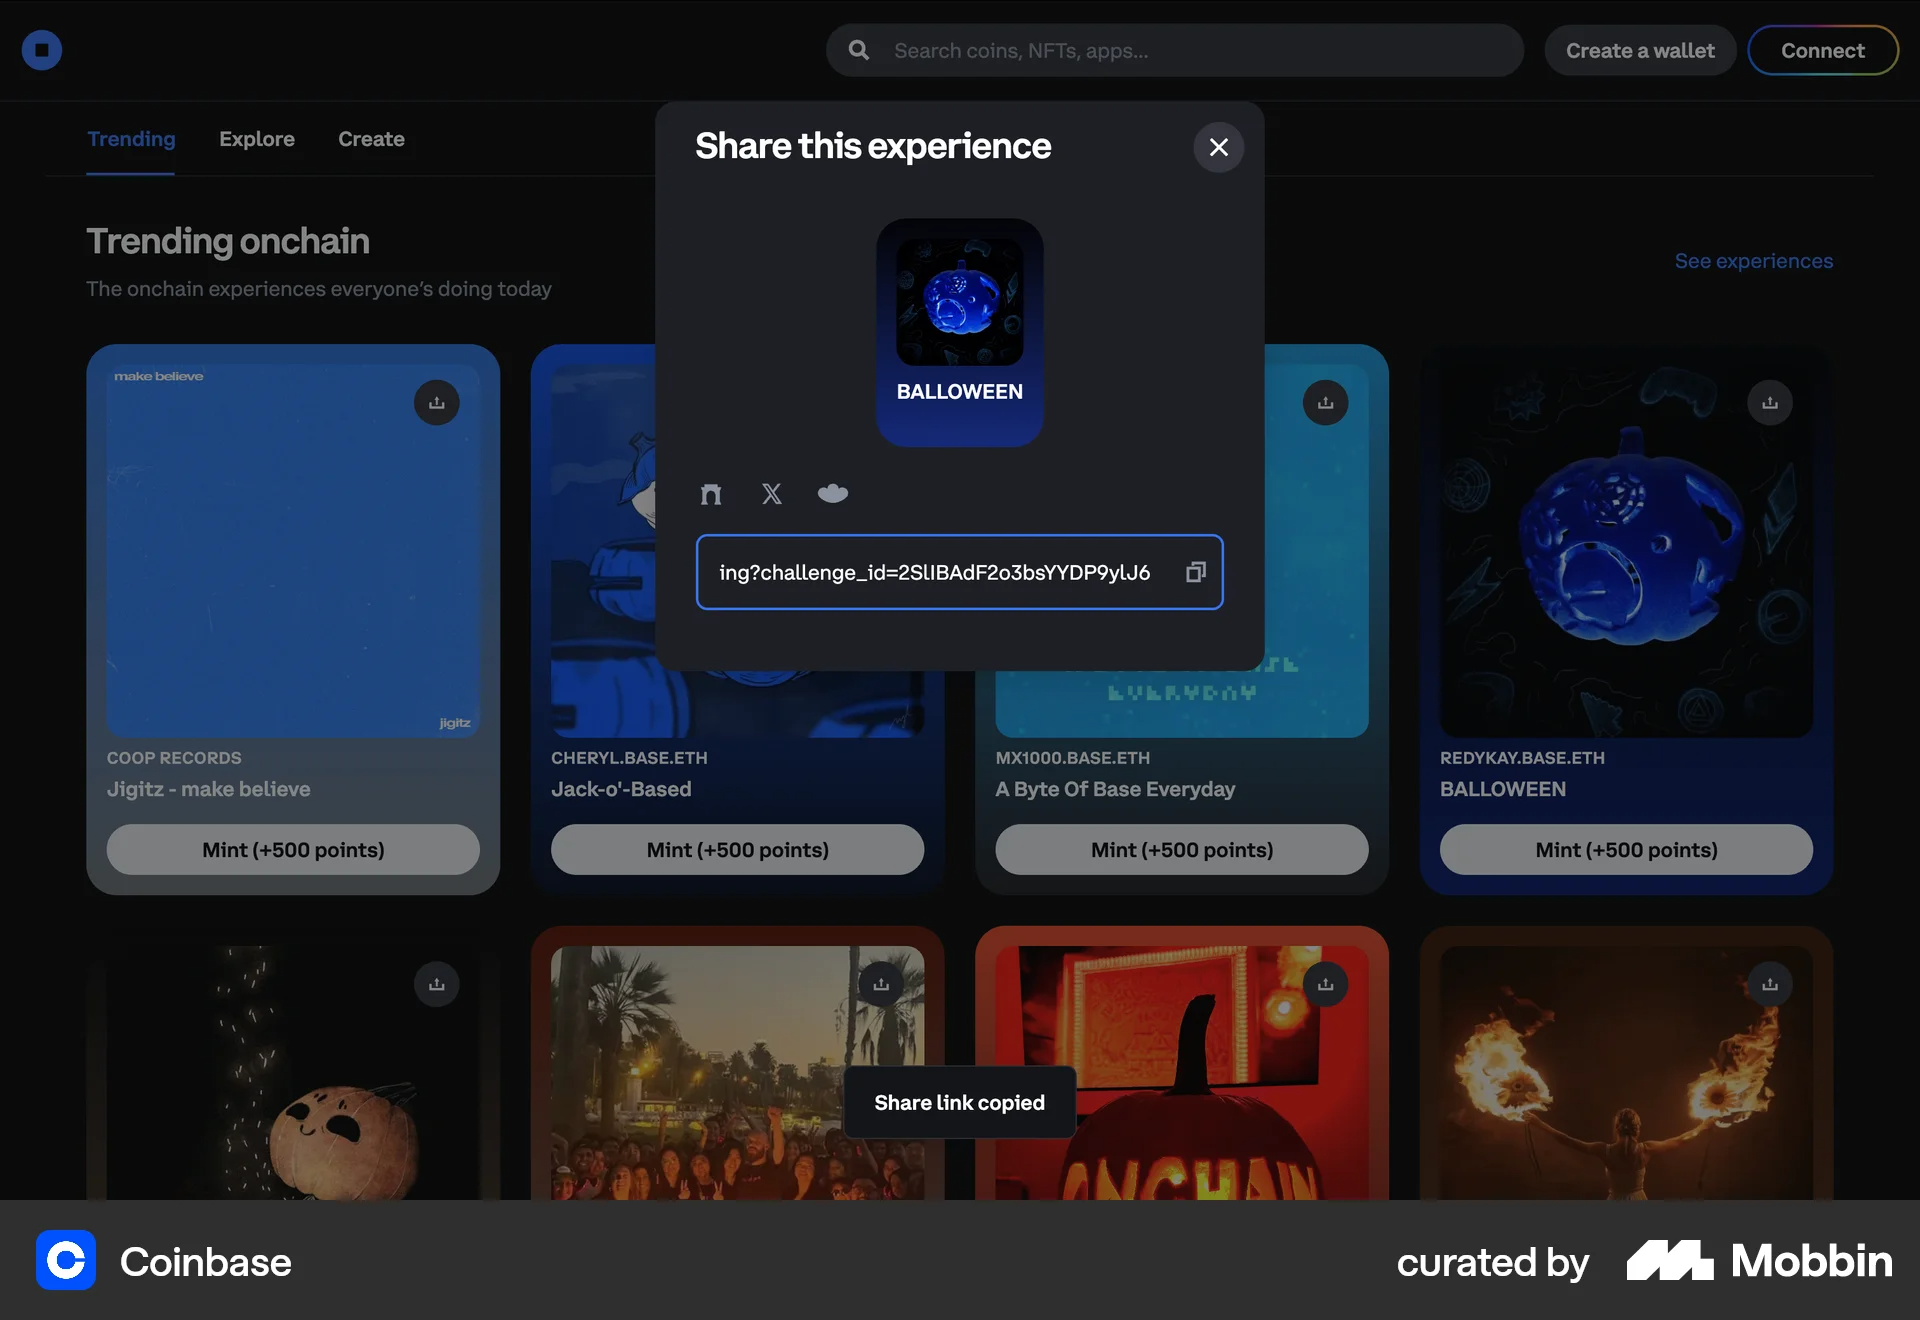 Search coins, NFTs, apps...
Create a wallet
Connect
Trending
Explore
Create
Share this experience
Trending onchain
The onchain experiences everyone's doing today
See experiences
BALLOWEEN
ing?challenge_id=2SlIBAdF2o3bsYYDP9ylJ6
make believe
jigitz
EVERYDAY
COOP RECORDS
Jigitz - make believe
Mint (+500 points)
CHERYL.BASE.ETH
Jack-o'-Based
Mint (+500 points)
MX1000.BASE.ETH
A Byte Of Base Everyday
Mint (+500 points)
REDYKAY.BASE.ETH
BALLOWEEN
Mint (+500 points)
Share link copied
ONCHAIN
Coinbase
curated by
Mobbin